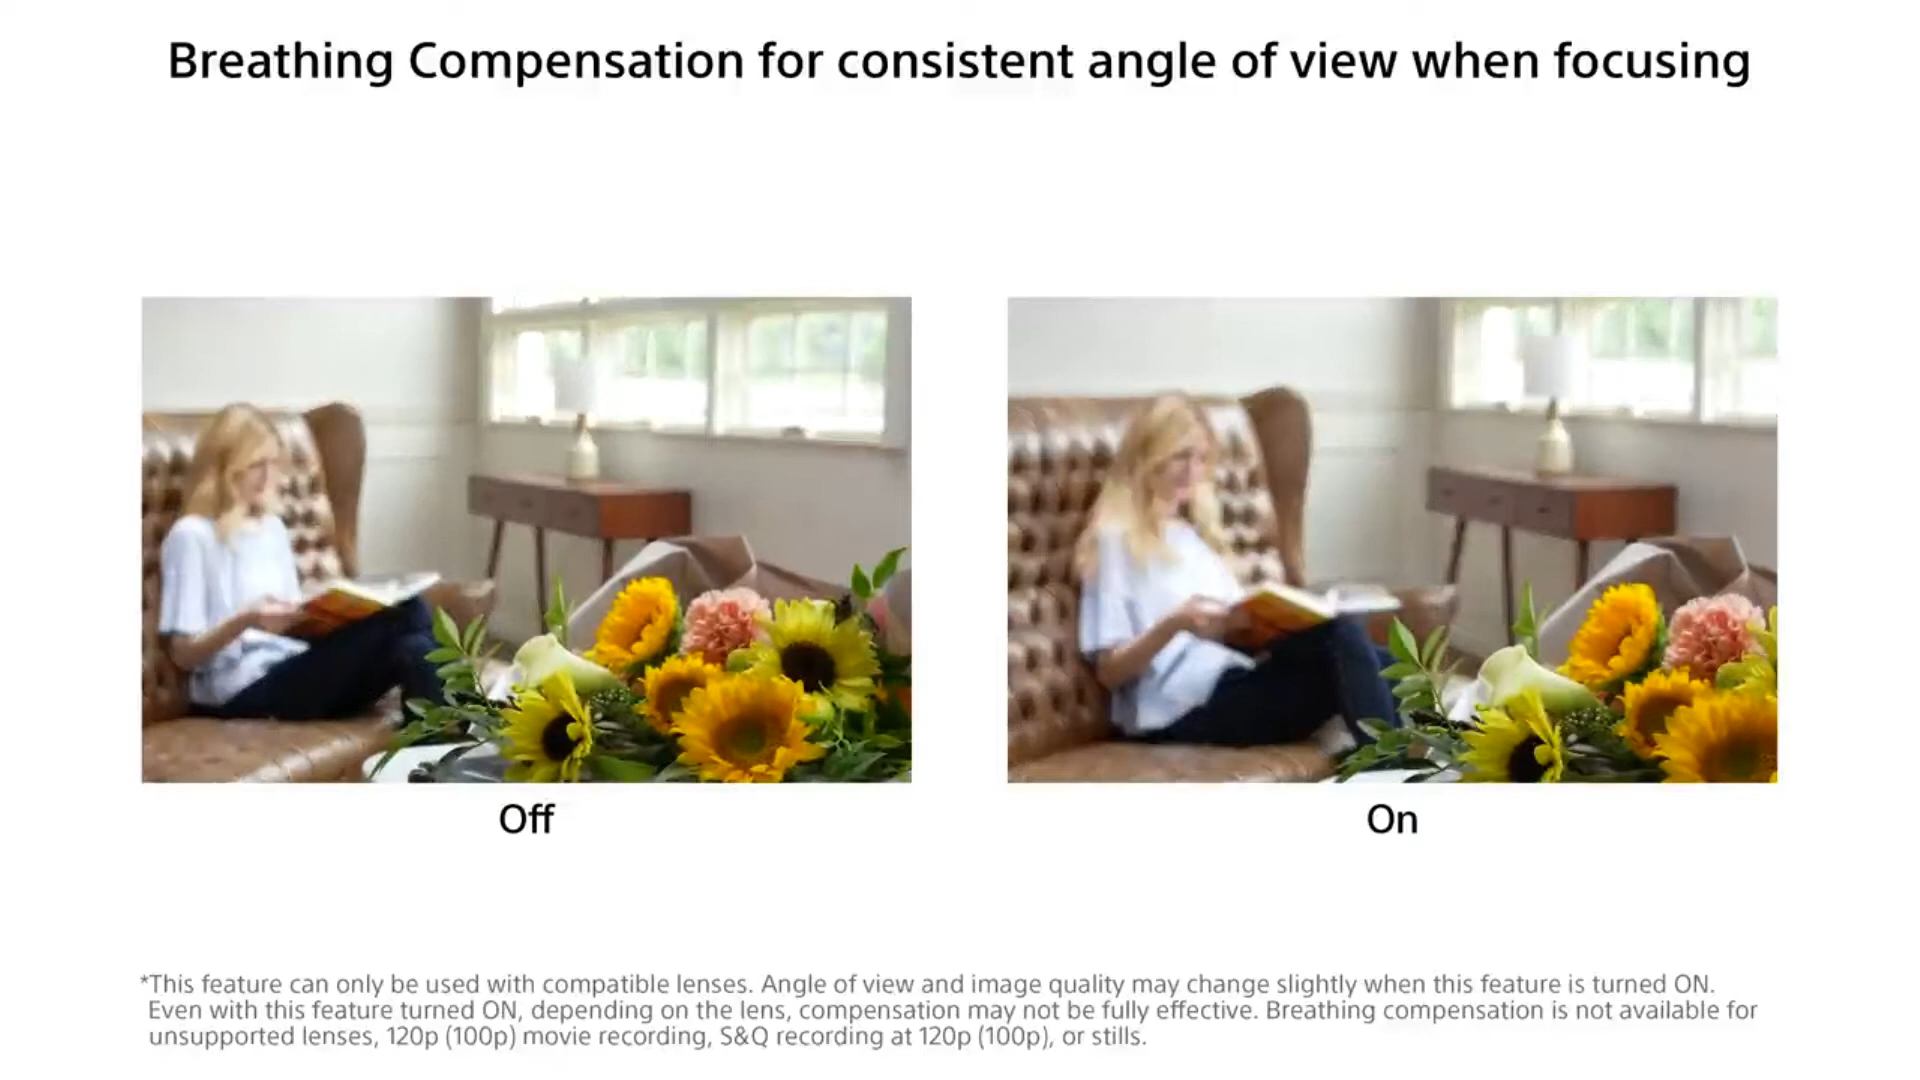 Breathing Compensation for consistent angle of view when focusing
Off
On
*This feature can only be used with compatible lenses. Angle of view and image quality may change slightly when this feature is turned ON.
Even with this feature turned ON, depending on the lens, compensation may not be fully effective. Breathing compensation is not available for
unsupported lenses, 120p (100p) movie recording, S&Q recording at 120p (100p), or stills.